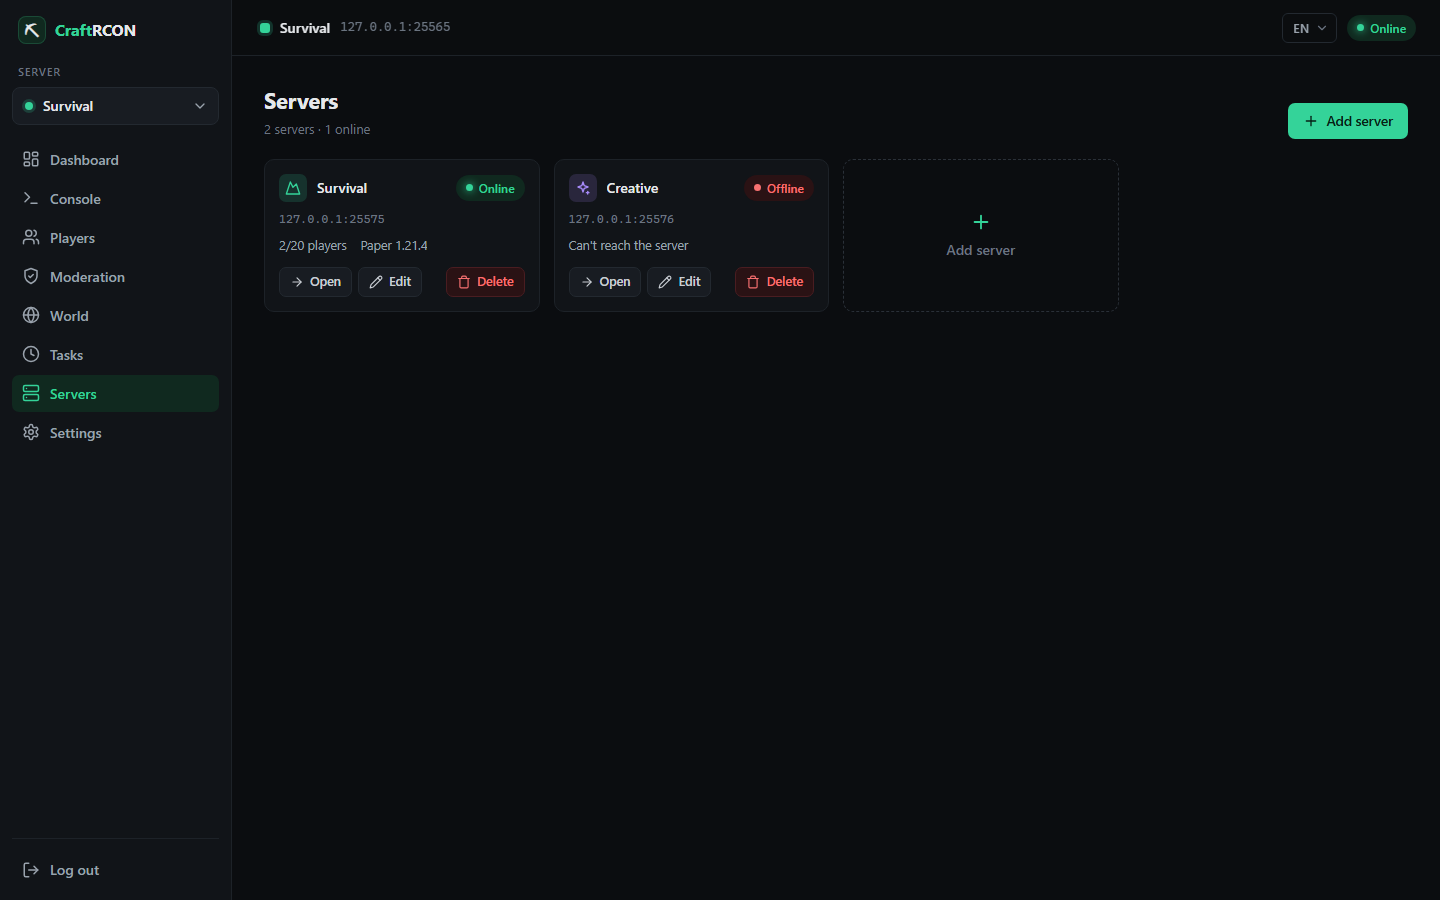 CraftRCON
SERVER
Survival
Dashboard
Console
Players
Moderation
World
Tasks
Servers
Settings
Log out
Survival 127.0.0.1:25565
EN
Online
Servers
2 servers · 1 online
Add server
Survival
Online
127.0.0.1:25575
2/20 players Paper 1.21.4
Open Edit Delete
Creative
Offline
127.0.0.1:25576
Can't reach the server
Open Edit Delete
Add server